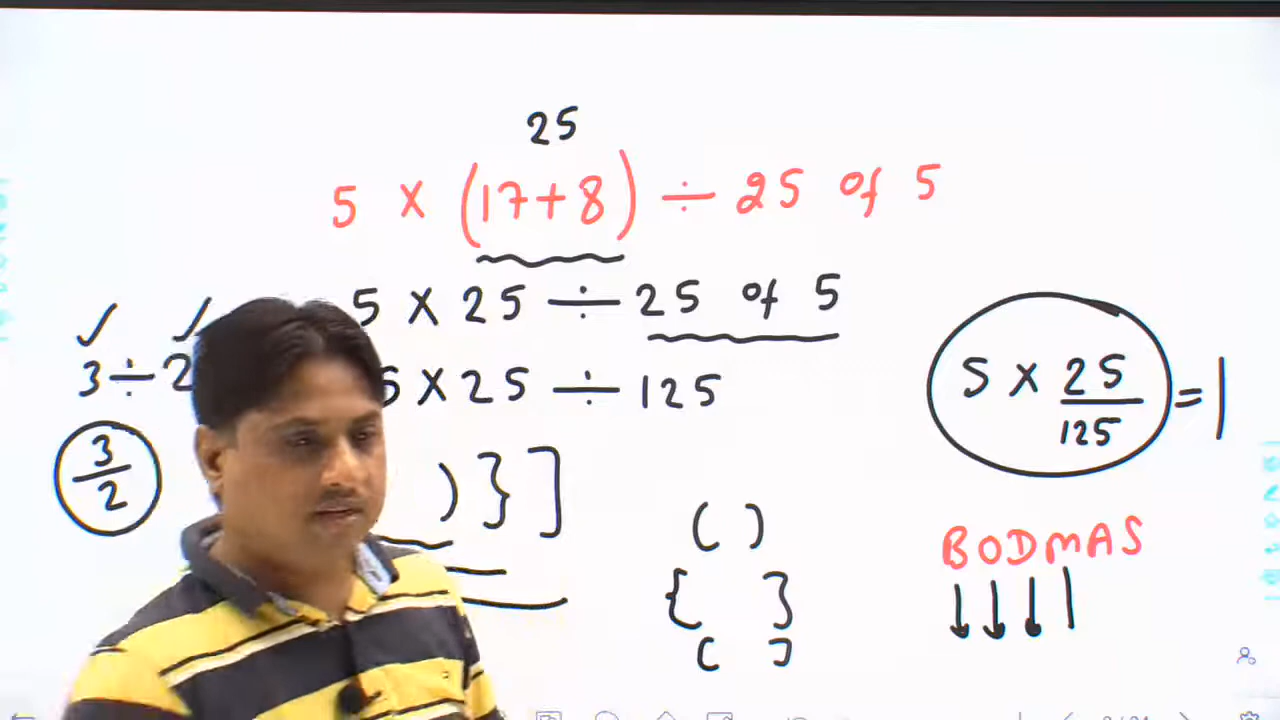 25
5 × (17+8) ÷ 25 of 5
5 × 25 ÷ 25 of 5
3 ÷ 2
5 × 25 ÷ 125
3/2
) } ]
5 × 25/125 = 1
( )
{ }
[ ]
BODMAS